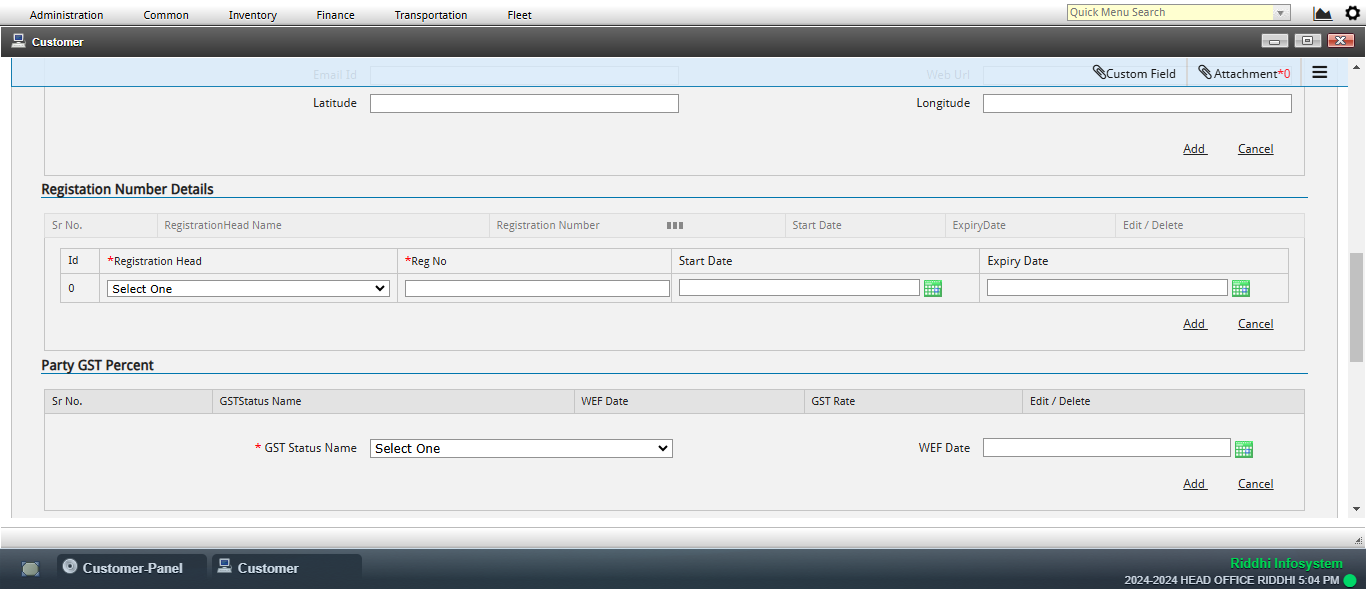 Administration Common Inventory Finance Transportation Fleet Quick Menu Search
Customer
Email Id Web Url Custom Field Attachment*0
Latitude Longitude
Add Cancel
Registation Number Details
Sr No. RegistrationHead Name Registration Number Start Date ExpiryDate Edit / Delete
Id *Registration Head *Reg No Start Date Expiry Date
0 Select One
Add Cancel
Party GST Percent
Sr No. GSTStatus Name WEF Date GST Rate Edit / Delete
* GST Status Name Select One WEF Date
Add Cancel
Customer-Panel Customer Riddhi Infosystem
2024-2024 HEAD OFFICE RIDDHI 5:04 PM